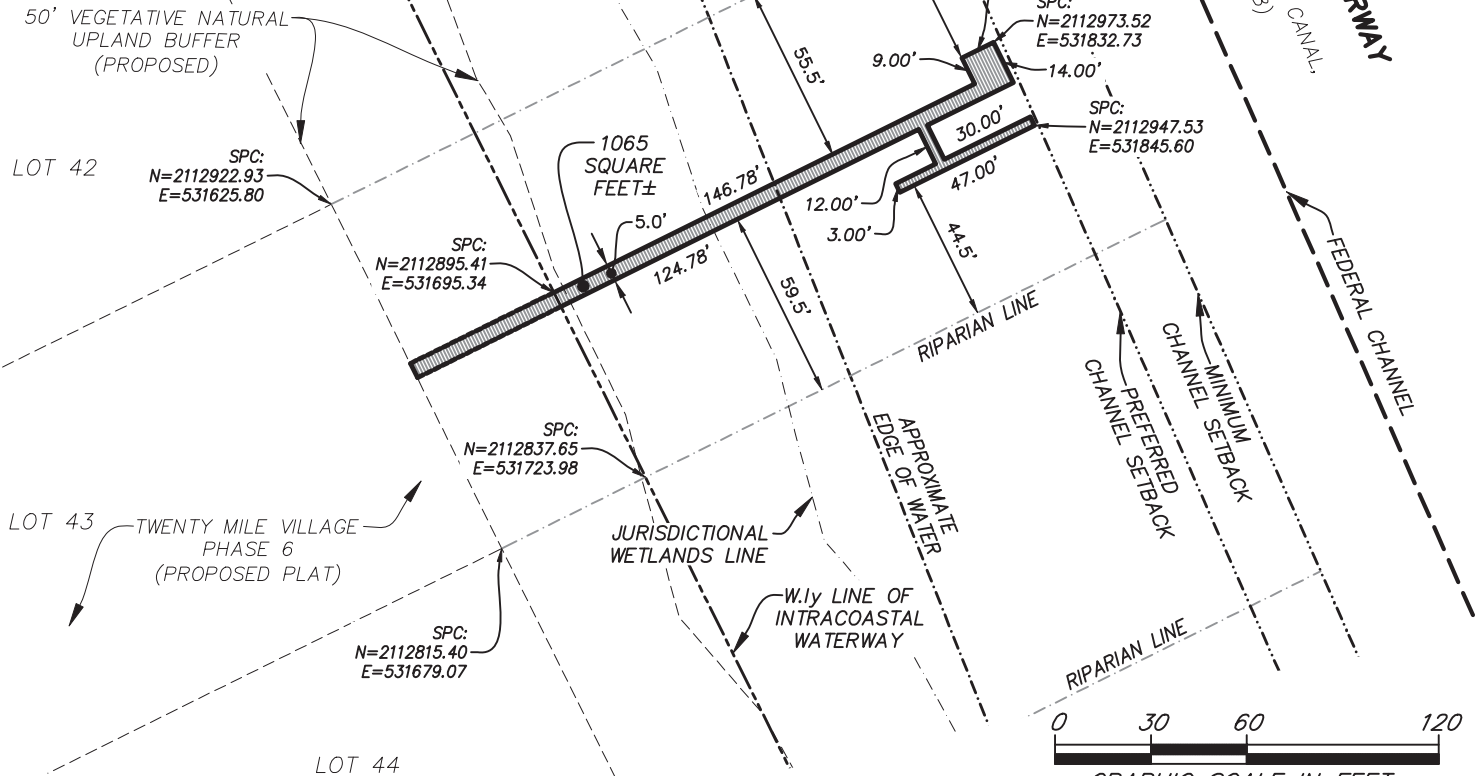 50' VEGETATIVE NATURAL
UPLAND BUFFER
(PROPOSED)
SPC:
N=2112973.52
E=531832.73
RWAY
CANAL,
9.00'
14.00'
55.5'
LOT 42
SPC:
N=2112922.93
E=531625.80
1065
SQUARE
FEET±
30.00'
SPC:
N=2112947.53
E=531845.60
146.78'
47.00'
12.00'
3.00'
5.0'
SPC:
N=2112895.41
E=531695.34
124.78'
44.5'
59.5'
RIPARIAN LINE
FEDERAL CHANNEL
MINIMUM
CHANNEL SETBACK
PREFERRED
CHANNEL SETBACK
APPROXIMATE
EDGE OF WATER
SPC:
N=2112837.65
E=531723.98
LOT 43
TWENTY MILE VILLAGE
PHASE 6
(PROPOSED PLAT)
JURISDICTIONAL
WETLANDS LINE
W.ly LINE OF
INTRACOASTAL
WATERWAY
SPC:
N=2112815.40
E=531679.07
RIPARIAN LINE
LOT 44
0 30 60 120
GRAPHIC SCALE IN FEET